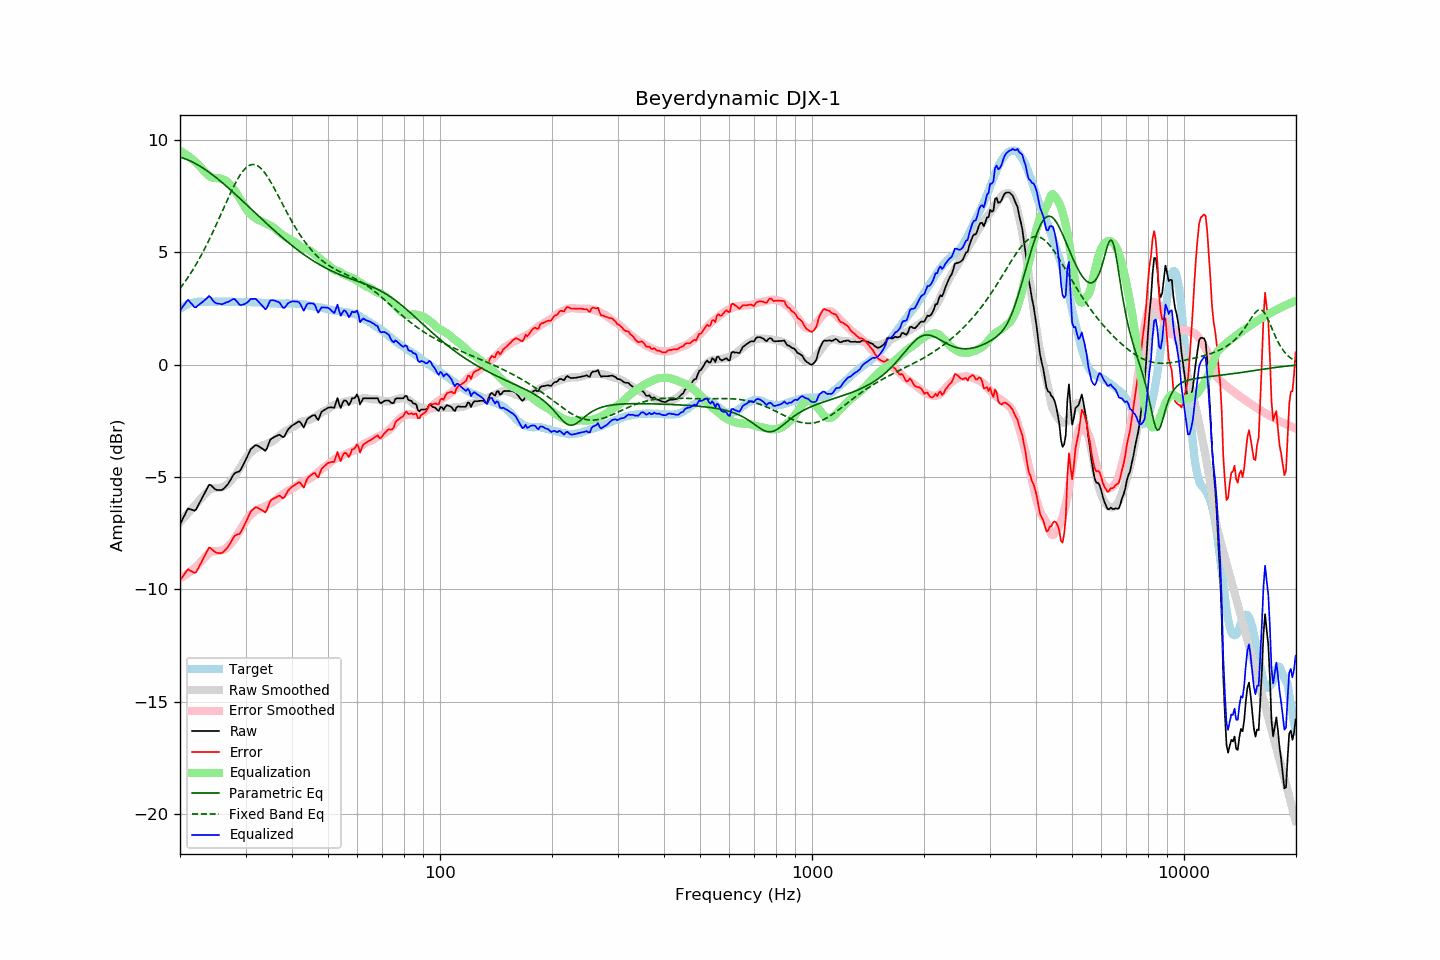 Beyerdynamic DJX-1
10
5
0
−5
−10
−15
−20
Amplitude (dBr)
Target
Raw Smoothed
Error Smoothed
Raw
Error
Equalization
Parametric Eq
Fixed Band Eq
Equalized
100
1000
10000
Frequency (Hz)